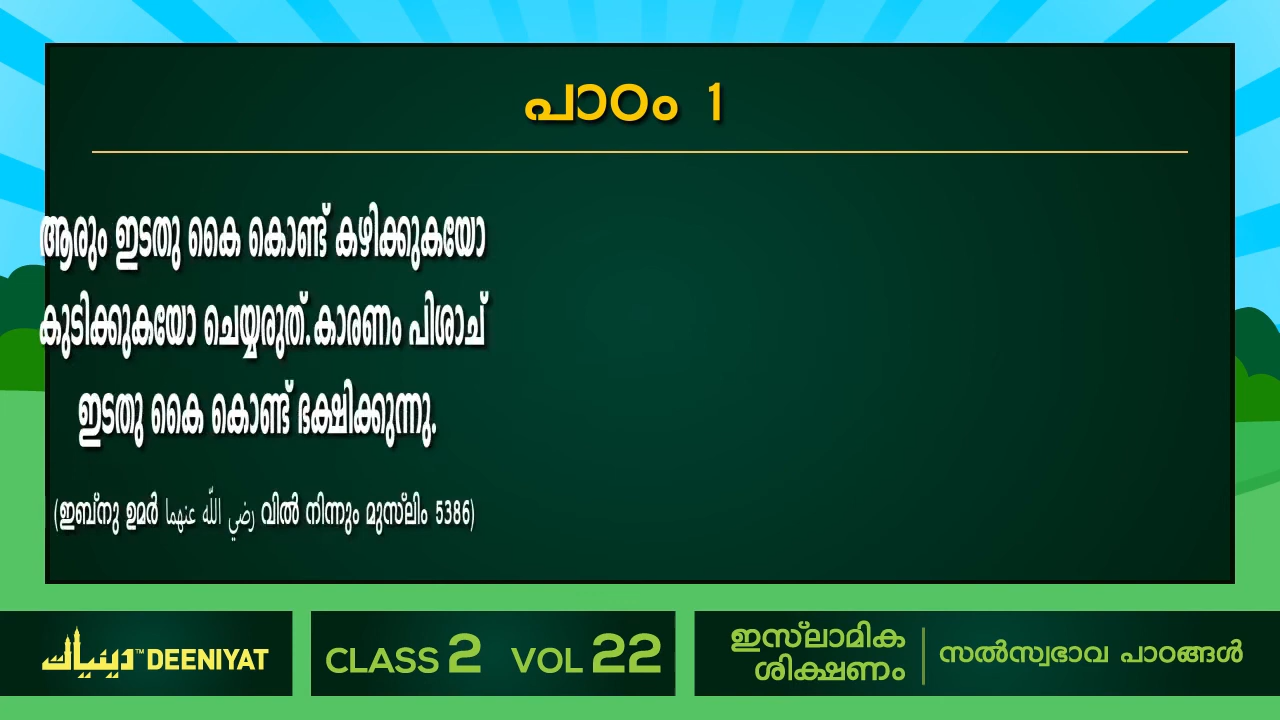 പാഠം 1
ആരും ഇടതു കൈ കൊണ്ട് കഴിക്കുകയോ
കുടിക്കുകയോ ചെയ്യരുത്.കാരണം പിശാച്
ഇടതു കൈ കൊണ്ട് ഭക്ഷിക്കുന്നു.
(ഇബ്നു ഉമർ رضي الله عنهما വിൽ നിന്നും മുസ്ലിം 5386)
دينيات™ DEENIYAT
CLASS 2 VOL 22
ഇസ്ലാമിക
ശിക്ഷണം
സൽസ്വഭാവ പാഠങ്ങൾ